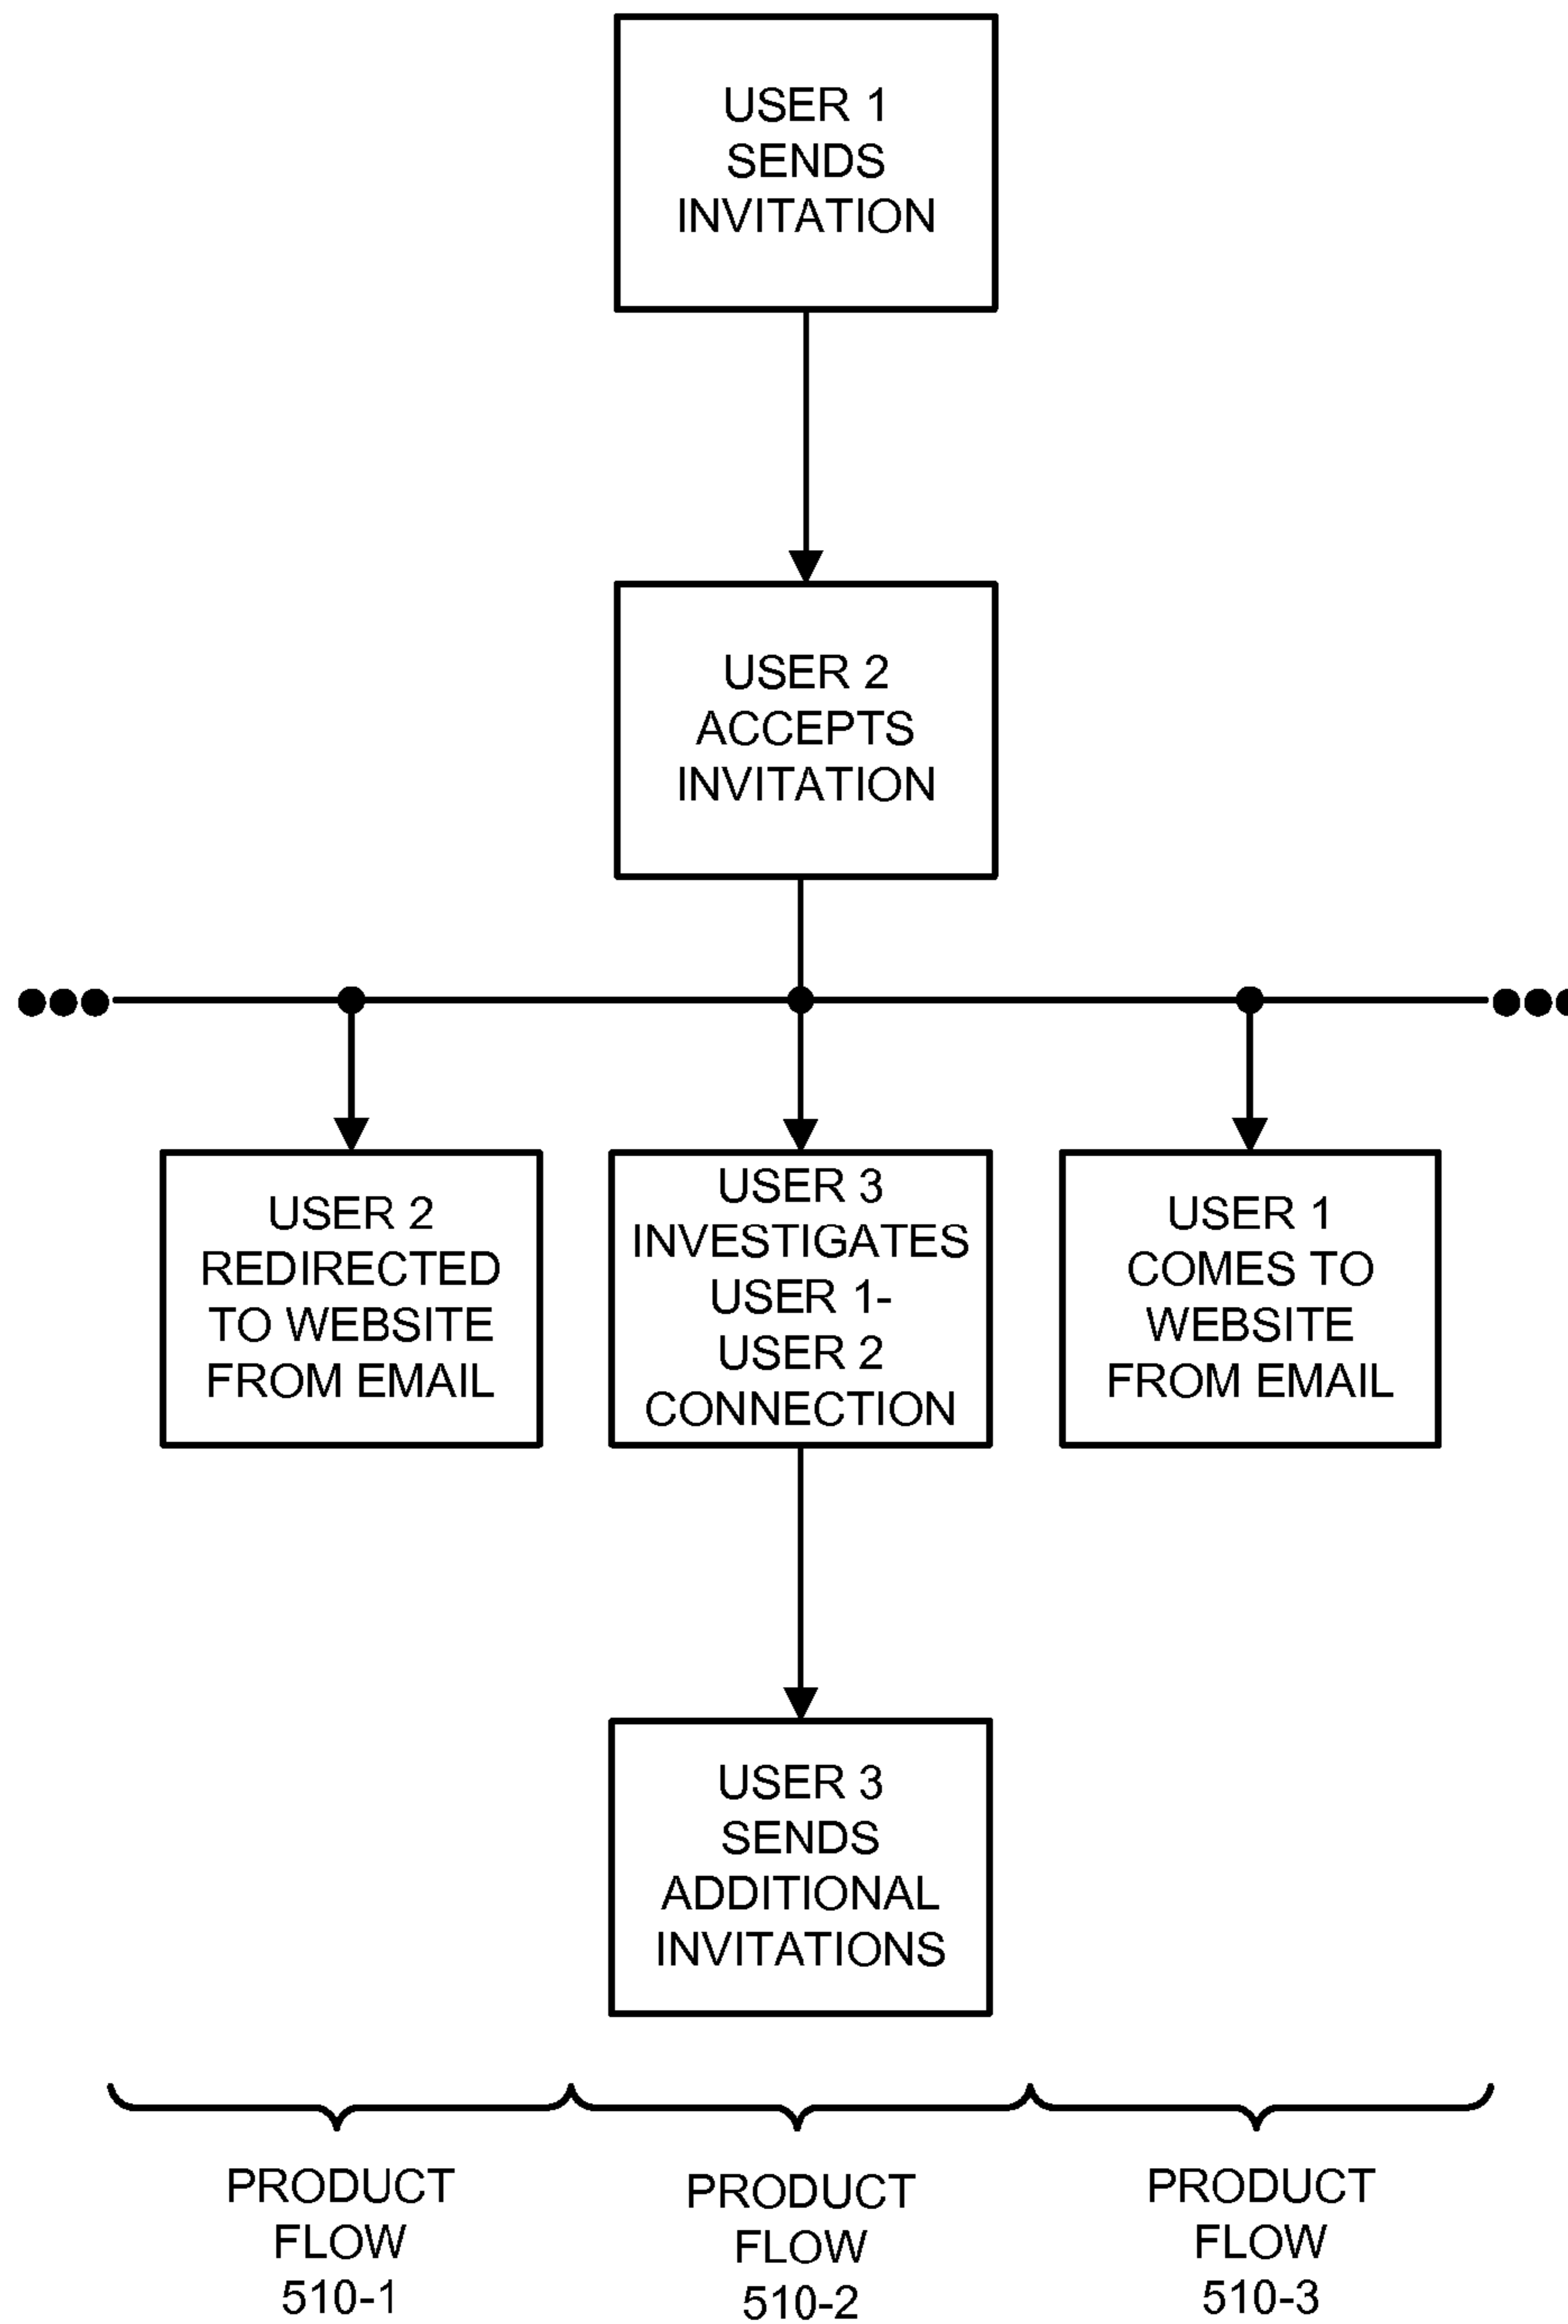 USER 1
SENDS
INVITATION
USER 2
ACCEPTS
INVITATION
USER 2
REDIRECTED
TO WEBSITE
FROM EMAIL
USER 3
INVESTIGATES
USER 1-
USER 2
CONNECTION
USER 1
COMES TO
WEBSITE
FROM EMAIL
USER 3
SENDS
ADDITIONAL
INVITATIONS
PRODUCT
FLOW
510-1
PRODUCT
FLOW
510-2
PRODUCT
FLOW
510-3